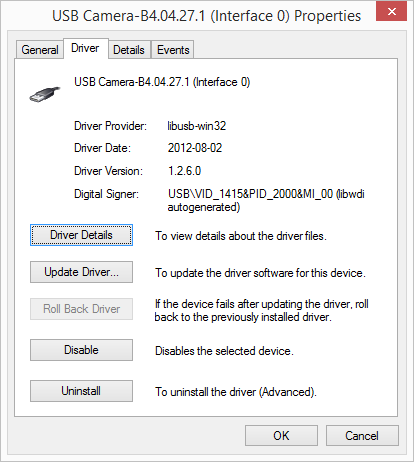 USB Camera-B4.04.27.1 (Interface 0) Properties
General
Driver
Details
Events
USB Camera-B4.04.27.1 (Interface 0)
Driver Provider: libusb-win32
Driver Date: 2012-08-02
Driver Version: 1.2.6.0
Digital Signer: USB\VID_1415&PID_2000&MI_00 (libwdi
autogenerated)
Driver Details To view details about the driver files.
Update Driver... To update the driver software for this device.
Roll Back Driver If the device fails after updating the driver, roll
back to the previously installed driver.
Disable Disables the selected device.
Uninstall To uninstall the driver (Advanced).
OK Cancel